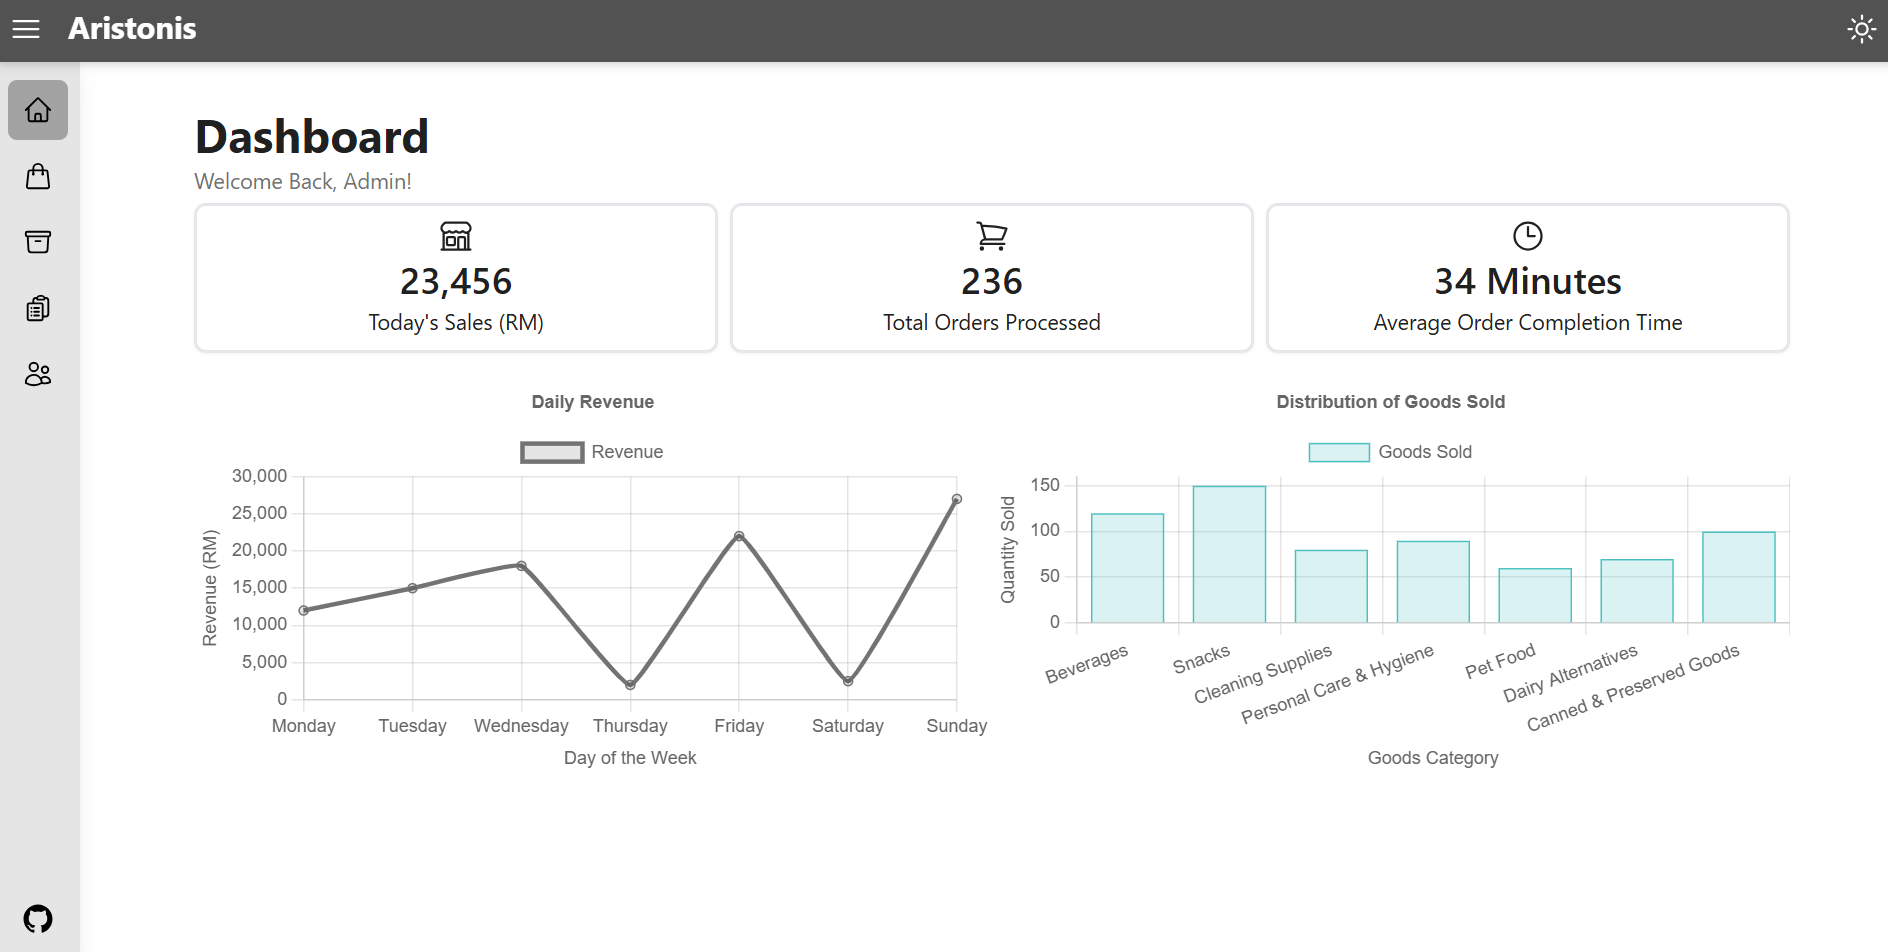 Aristonis
Dashboard
Welcome Back, Admin!
23,456
Today's Sales (RM)
236
Total Orders Processed
34 Minutes
Average Order Completion Time
Daily Revenue
Revenue
30,000
25,000
20,000
15,000
10,000
5,000
0
Revenue (RM)
Monday Tuesday Wednesday Thursday Friday Saturday Sunday
Day of the Week
Distribution of Goods Sold
Goods Sold
150
100
50
0
Quantity Sold
Beverages
Snacks
Cleaning Supplies
Personal Care & Hygiene
Pet Food
Dairy Alternatives
Canned & Preserved Goods
Goods Category